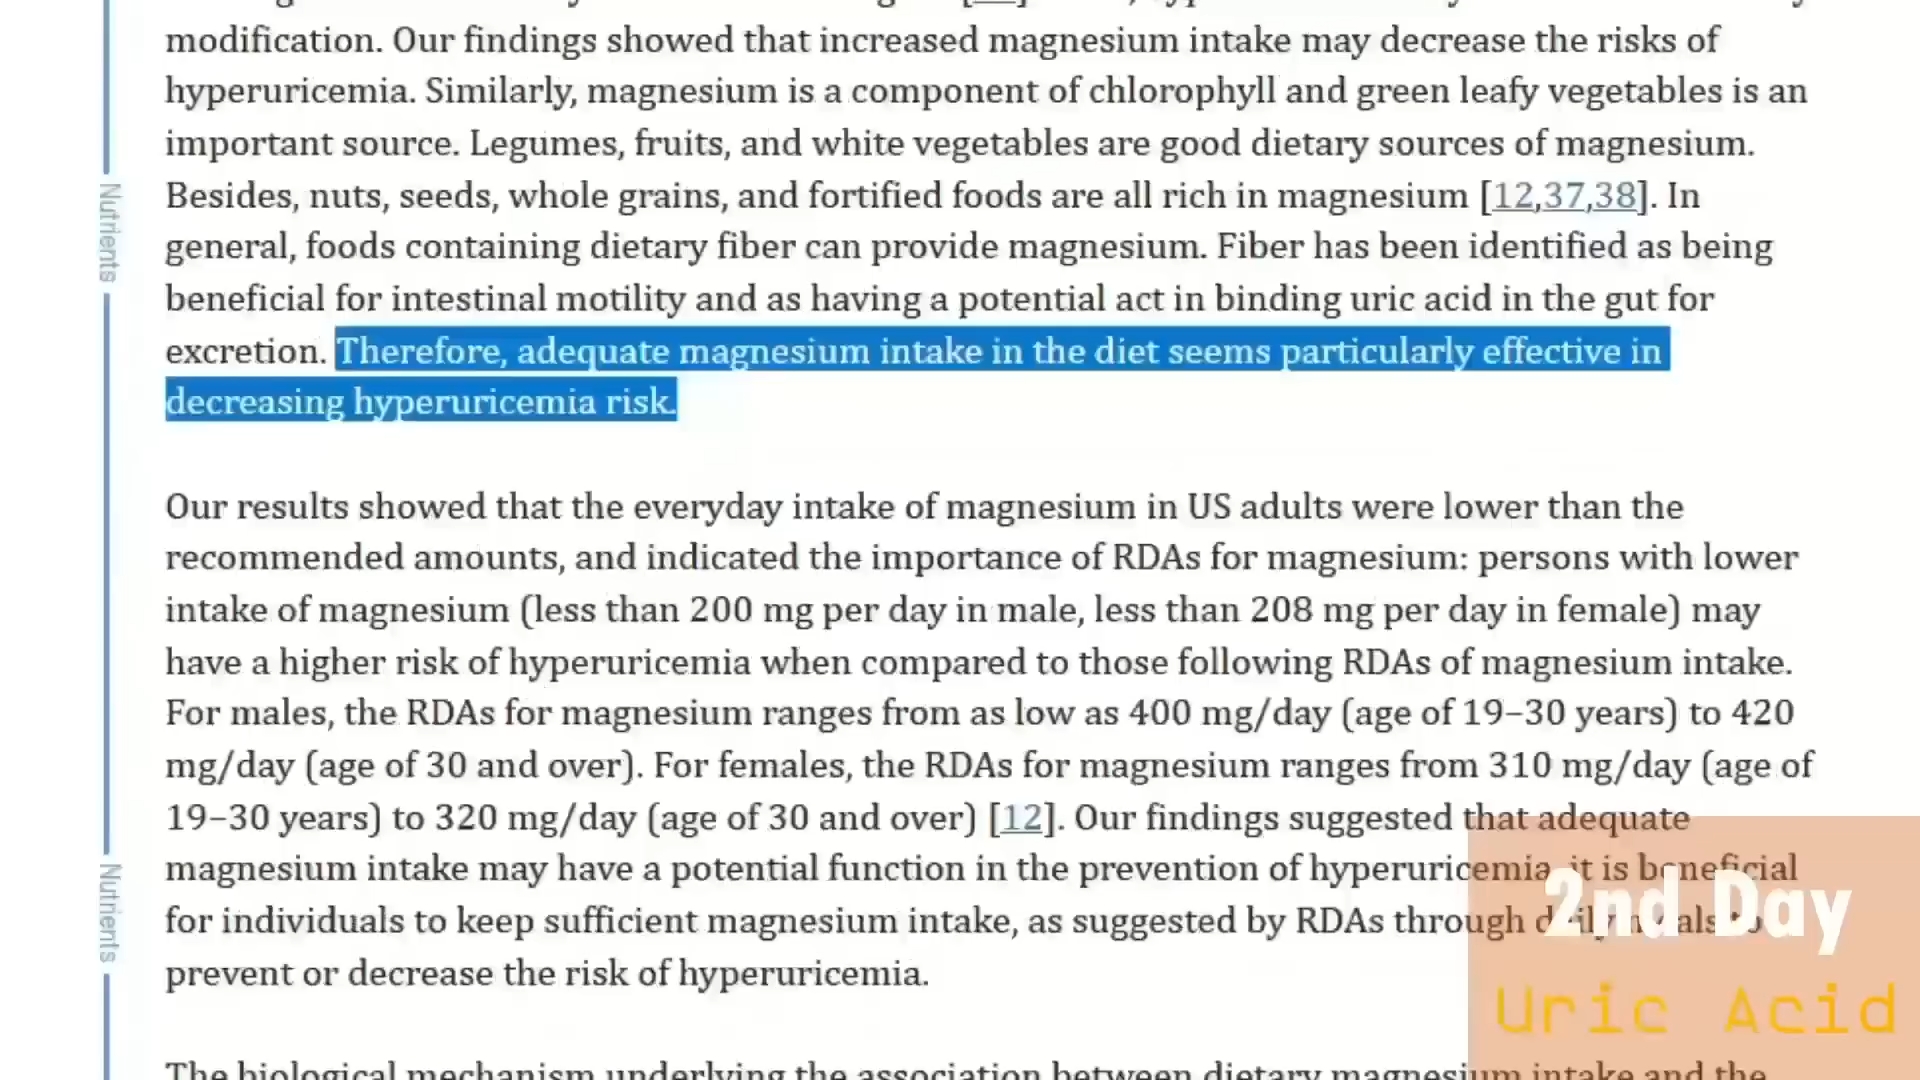 modification. Our findings showed that increased magnesium intake may decrease the risks of
hyperuricemia. Similarly, magnesium is a component of chlorophyll and green leafy vegetables is an
important source. Legumes, fruits, and white vegetables are good dietary sources of magnesium.
Besides, nuts, seeds, whole grains, and fortified foods are all rich in magnesium [12,37,38]. In
general, foods containing dietary fiber can provide magnesium. Fiber has been identified as being
beneficial for intestinal motility and as having a potential act in binding uric acid in the gut for
excretion. Therefore, adequate magnesium intake in the diet seems particularly effective in
decreasing hyperuricemia risk.
Our results showed that the everyday intake of magnesium in US adults were lower than the
recommended amounts, and indicated the importance of RDAs for magnesium: persons with lower
intake of magnesium (less than 200 mg per day in male, less than 208 mg per day in female) may
have a higher risk of hyperuricemia when compared to those following RDAs of magnesium intake.
For males, the RDAs for magnesium ranges from as low as 400 mg/day (age of 19–30 years) to 420
mg/day (age of 30 and over). For females, the RDAs for magnesium ranges from 310 mg/day (age of
19–30 years) to 320 mg/day (age of 30 and over) [12]. Our findings suggested that adequate
magnesium intake may have a potential function in the prevention of hyperuricemia, it is beneficial
for individuals to keep sufficient magnesium intake, as suggested by RDAs through
prevent or decrease the risk of hyperuricemia.
The biological mechanism underlying the association between dietary magnesium intake and the
Nutrients
Nutrients
2nd Day
Uric Acid